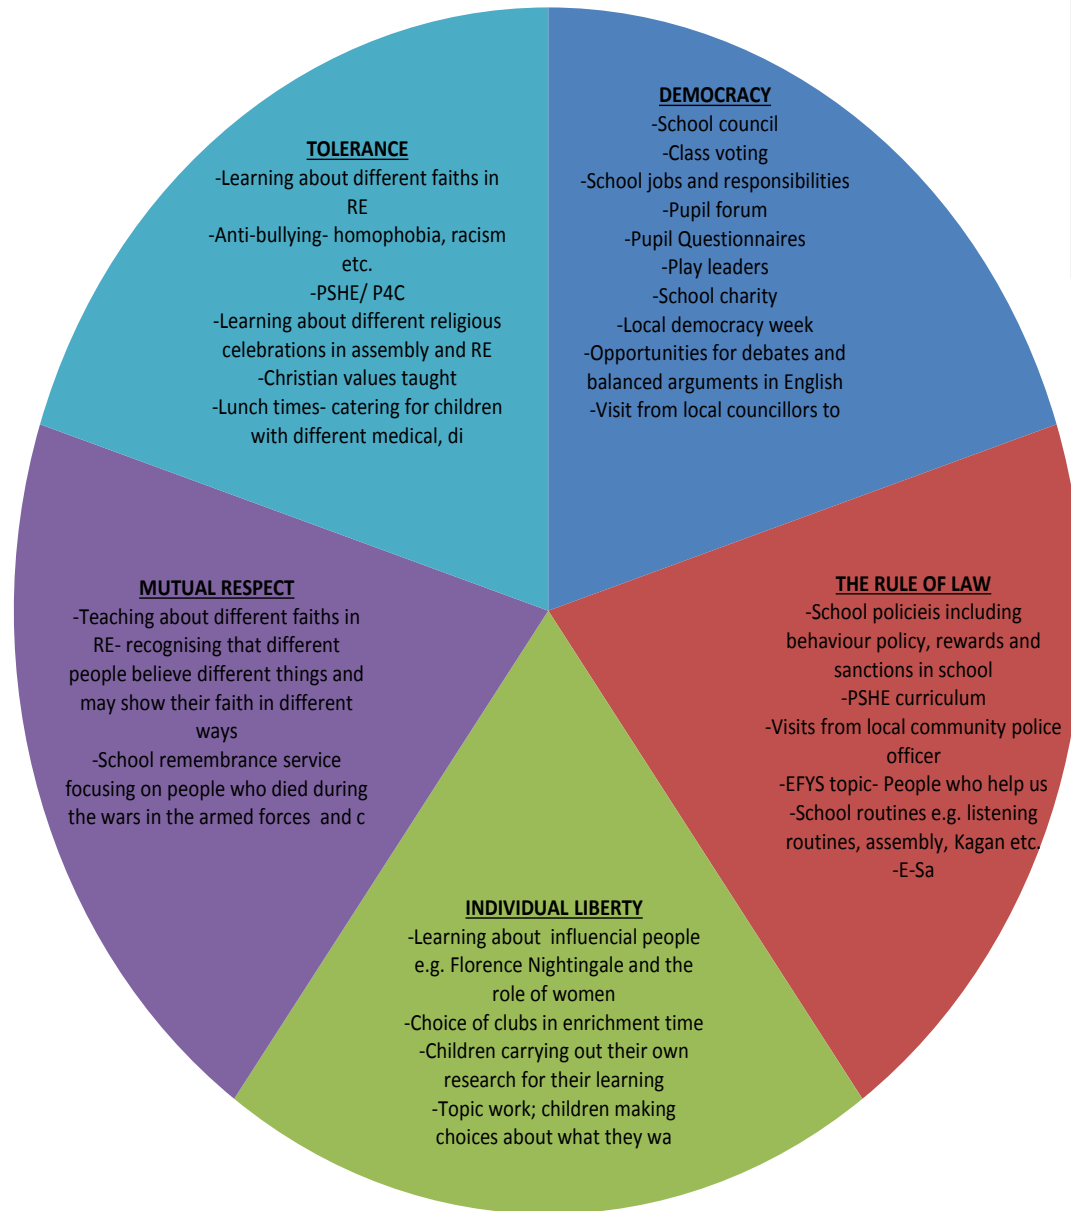 DEMOCRACY
-School council
-Class voting
-School jobs and responsibilities
-Pupil forum
-Pupil Questionnaires
-Play leaders
-School charity
-Local democracy week
-Opportunities for debates and
balanced arguments in English
-Visit from local councillors to
THE RULE OF LAW
-School policieis including
behaviour policy, rewards and
sanctions in school
-PSHE curriculum
-Visits from local community police
officer
-EFYS topic- People who help us
-School routines e.g. listening
routines, assembly, Kagan etc.
-E-Sa
INDIVIDUAL LIBERTY
-Learning about  influencial people
e.g. Florence Nightingale and the
role of women
-Choice of clubs in enrichment time
-Children carrying out their own
research for their learning
-Topic work; children making
choices about what they wa
MUTUAL RESPECT
-Teaching about different faiths in
RE- recognising that different
people believe different things and
may show their faith in different
ways
-School remembrance service
focusing on people who died during
the wars in the armed forces  and c
TOLERANCE
-Learning about different faiths in
RE
-Anti-bullying- homophobia, racism
etc.
-PSHE/ P4C
-Learning about different religious
celebrations in assembly and RE
-Christian values taught
-Lunch times- catering for children
with different medical, di